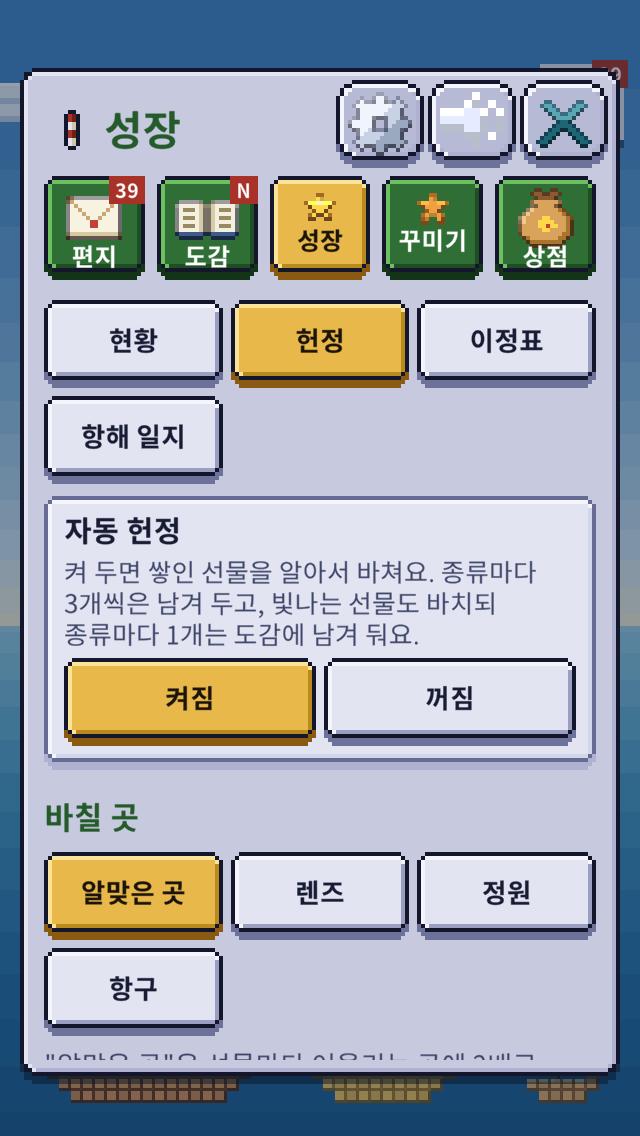 성장
39
N
편지
도감
성장
꾸미기
상점
현황
헌정
이정표
항해 일지
자동 헌정
켜 두면 쌓인 선물을 알아서 바쳐요. 종류마다
3개씩은 남겨 두고, 빛나는 선물도 바치되
종류마다 1개는 도감에 남겨 둬요.
켜짐
꺼짐
바칠 곳
알맞은 곳
렌즈
정원
항구